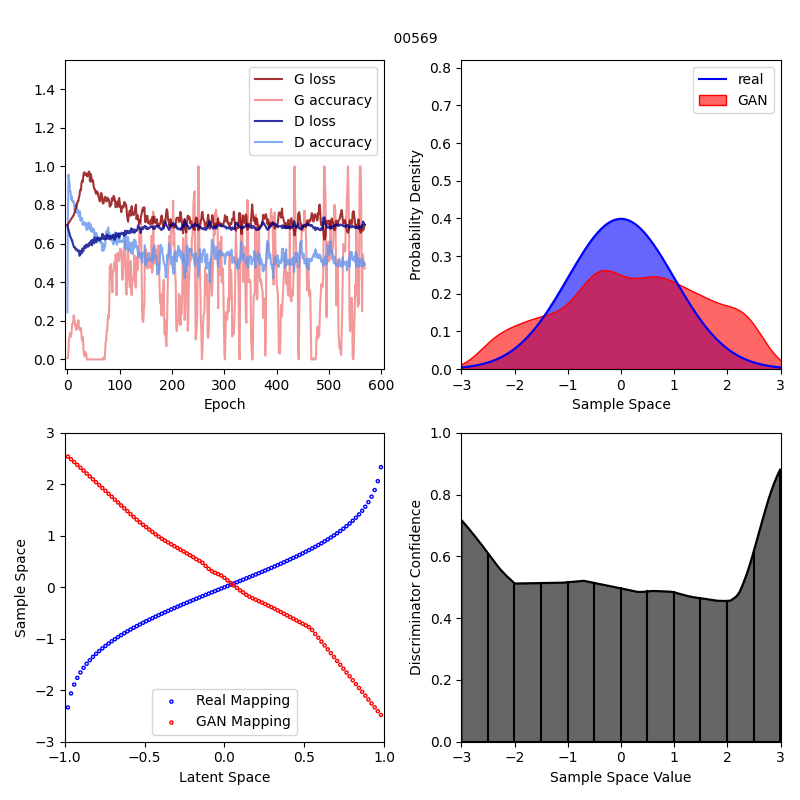 00569
1.4
1.2
1.0
0.8
0.6
0.4
0.2
0.0
0 100 200 300 400 500 600
Epoch
G loss
G accuracy
D loss
D accuracy
Probability Density
0.8
0.7
0.6
0.5
0.4
0.3
0.2
0.1
0.0
−3 −2 −1 0 1 2 3
Sample Space
real
GAN
Sample Space
3
2
1
0
−1
−2
−3
−1.0 −0.5 0.0 0.5 1.0
Latent Space
Real Mapping
GAN Mapping
Discriminator Confidence
1.0
0.8
0.6
0.4
0.2
0.0
−3 −2 −1 0 1 2 3
Sample Space Value